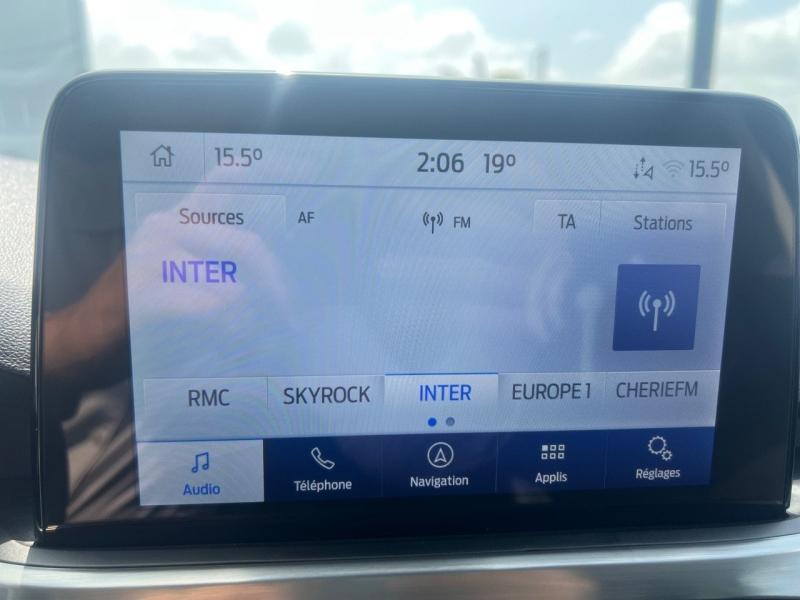 15.5° 2:06 19° 15.5°
Sources AF FM TA Stations
INTER
RMC SKYROCK INTER EUROPE 1 CHERIEFM
Audio Téléphone Navigation Applis Réglages